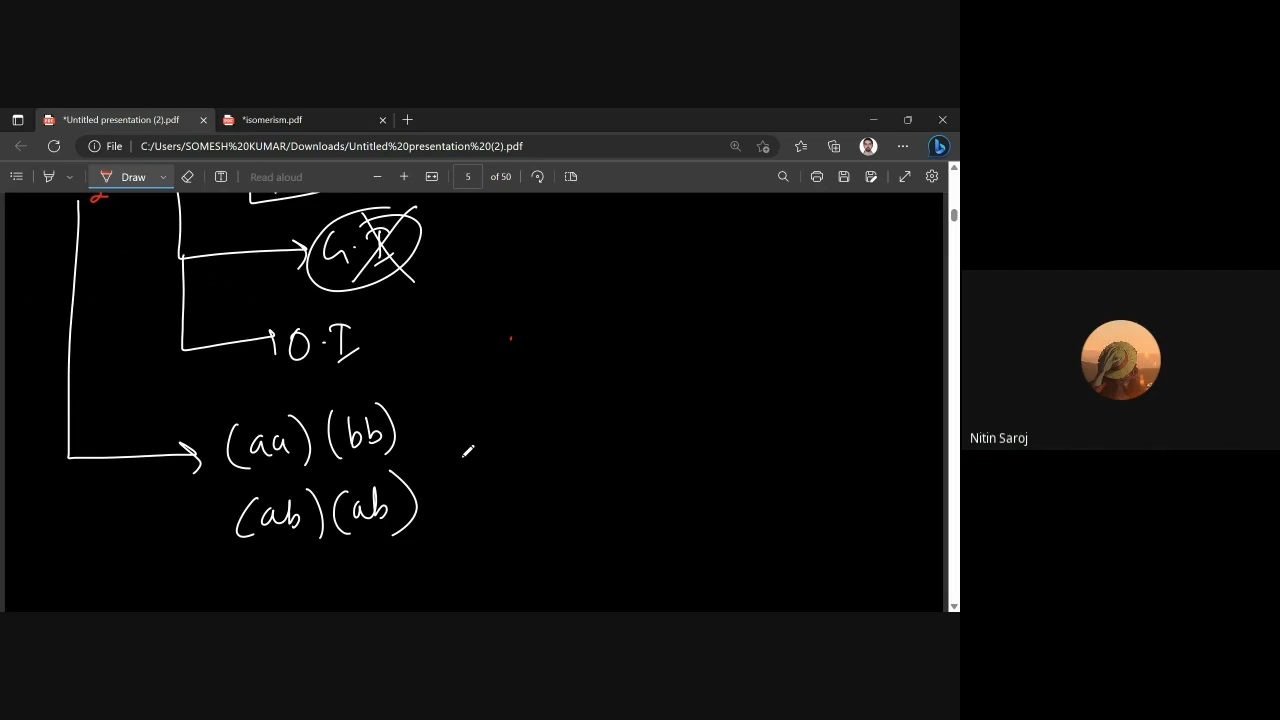 *Untitled presentation (2).pdf
*isomerism.pdf
File
C:/Users/SOMESH%20KUMAR/Downloads/Untitled%20presentation%20(2).pdf
Draw
Read aloud
5 of 50
G.I
O.I
(aa)(bb)
(ab)(ab)
Nitin Saroj